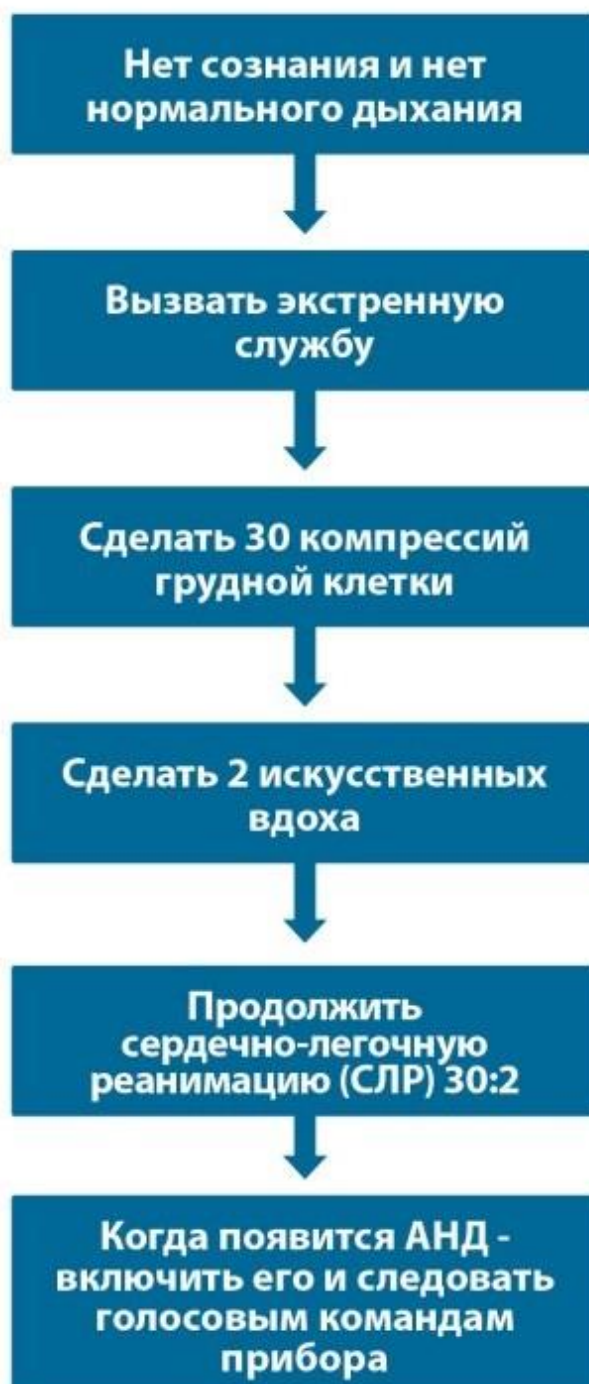 Нет сознания и нет
нормального дыхания
Вызвать экстренную
службу
Сделать 30 компрессий
грудной клетки
Сделать 2 искусственных
вдоха
Продолжить
сердечно-легочную
реанимацию (СЛР) 30:2
Когда появится АНД -
включить его и следовать
голосовым командам
прибора